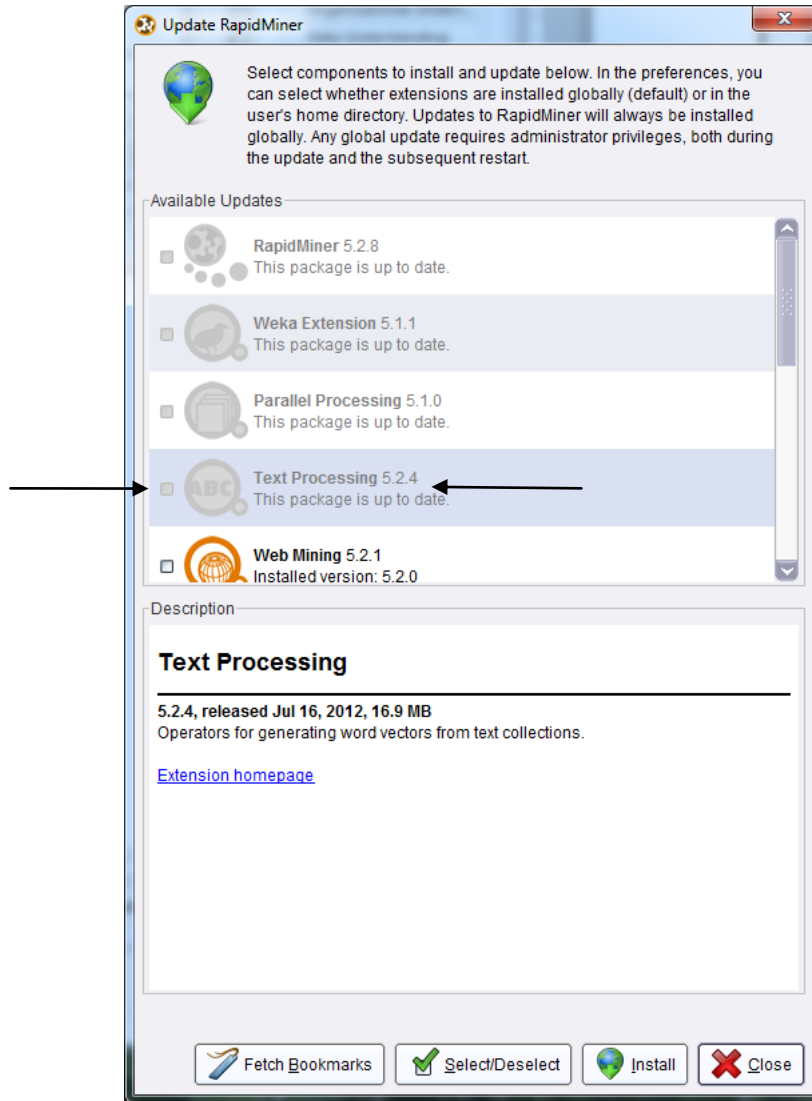 Update RapidMiner
Select components to install and update below. In the preferences, you
can select whether extensions are installed globally (default) or in the
user's home directory. Updates to RapidMiner will always be installed
globally. Any global update requires administrator privileges, both during
the update and the subsequent restart.
Available Updates
RapidMiner 5.2.8
This package is up to date.
Weka Extension 5.1.1
This package is up to date.
Parallel Processing 5.1.0
This package is up to date.
ABC
Text Processing 5.2.4
This package is up to date.
Web Mining 5.2.1
Installed version: 5.2.0
Description
Text Processing
5.2.4, released Jul 16, 2012, 16.9 MB
Operators for generating word vectors from text collections.
Extension homepage
Fetch Bookmarks
Select/Deselect
Install
Close